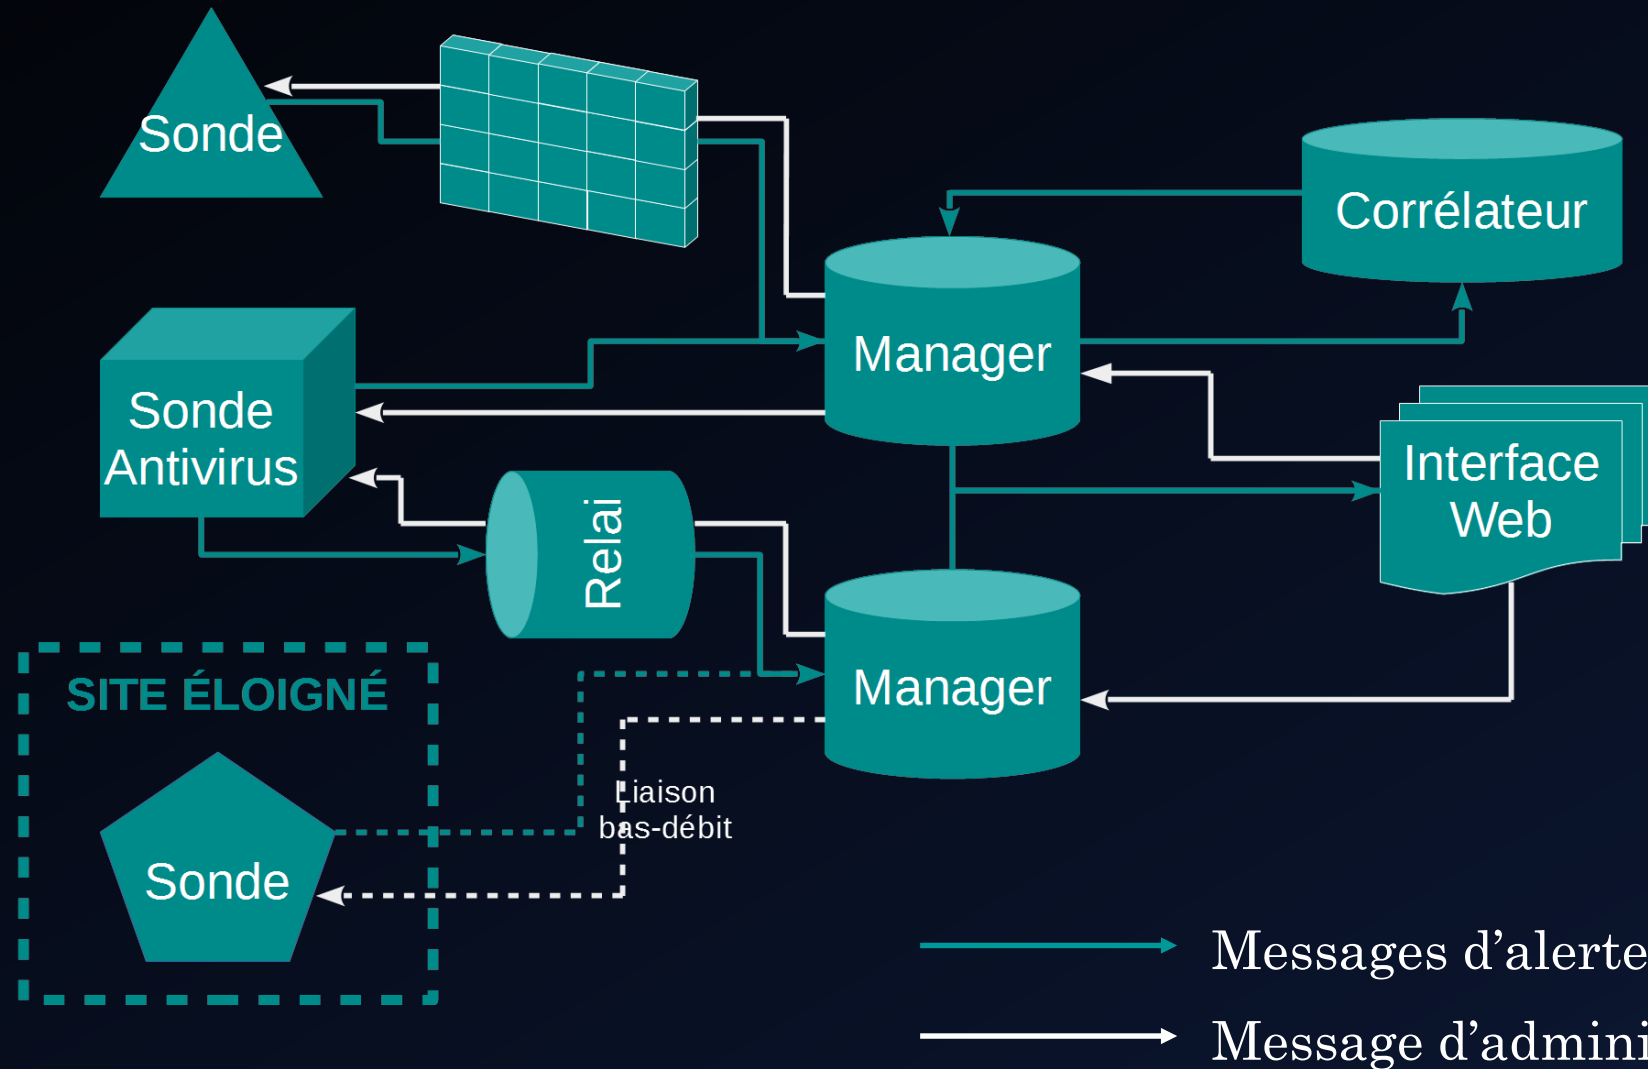 Sonde
Corrélateur
Manager
Sonde
Antivirus
Interface
Web
Relai
SITE ÉLOIGNÉ
Manager
Liaison
bas-débit
Sonde
Messages d’alerte
Message d’admini